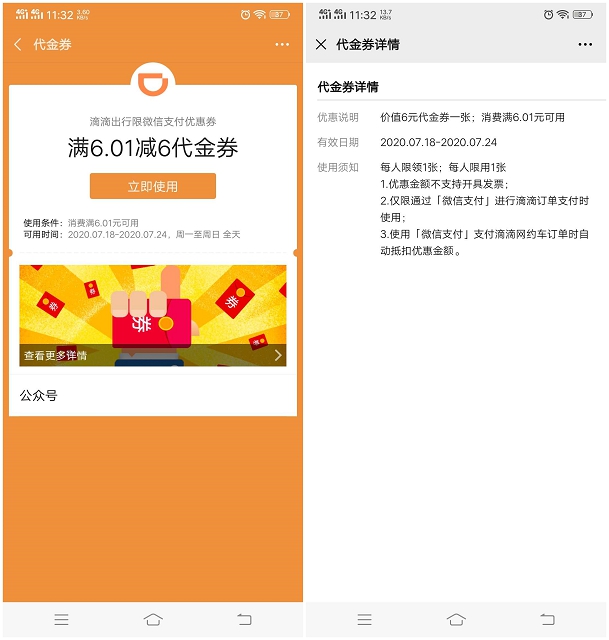 4G 4G 11:32 3.60 KB/s 87
代金券
滴滴出行限微信支付优惠券
满6.01减6代金券
立即使用
使用条件：消费满6.01元可用
可用时间：2020.07.18-2020.07.24，周一至周日 全天
券
券
券
券
查看更多详情
公众号
4G 4G 11:32 13.7 KB/s 87
代金券详情
代金券详情
优惠说明 价值6元代金券一张；消费满6.01元可用
有效日期 2020.07.18-2020.07.24
使用须知 每人限领1张；每人限用1张
1.优惠金额不支持开具发票；
2.仅限通过「微信支付」进行滴滴订单支付时
使用；
3.使用「微信支付」支付滴滴网约车订单时自
动抵扣优惠金额。